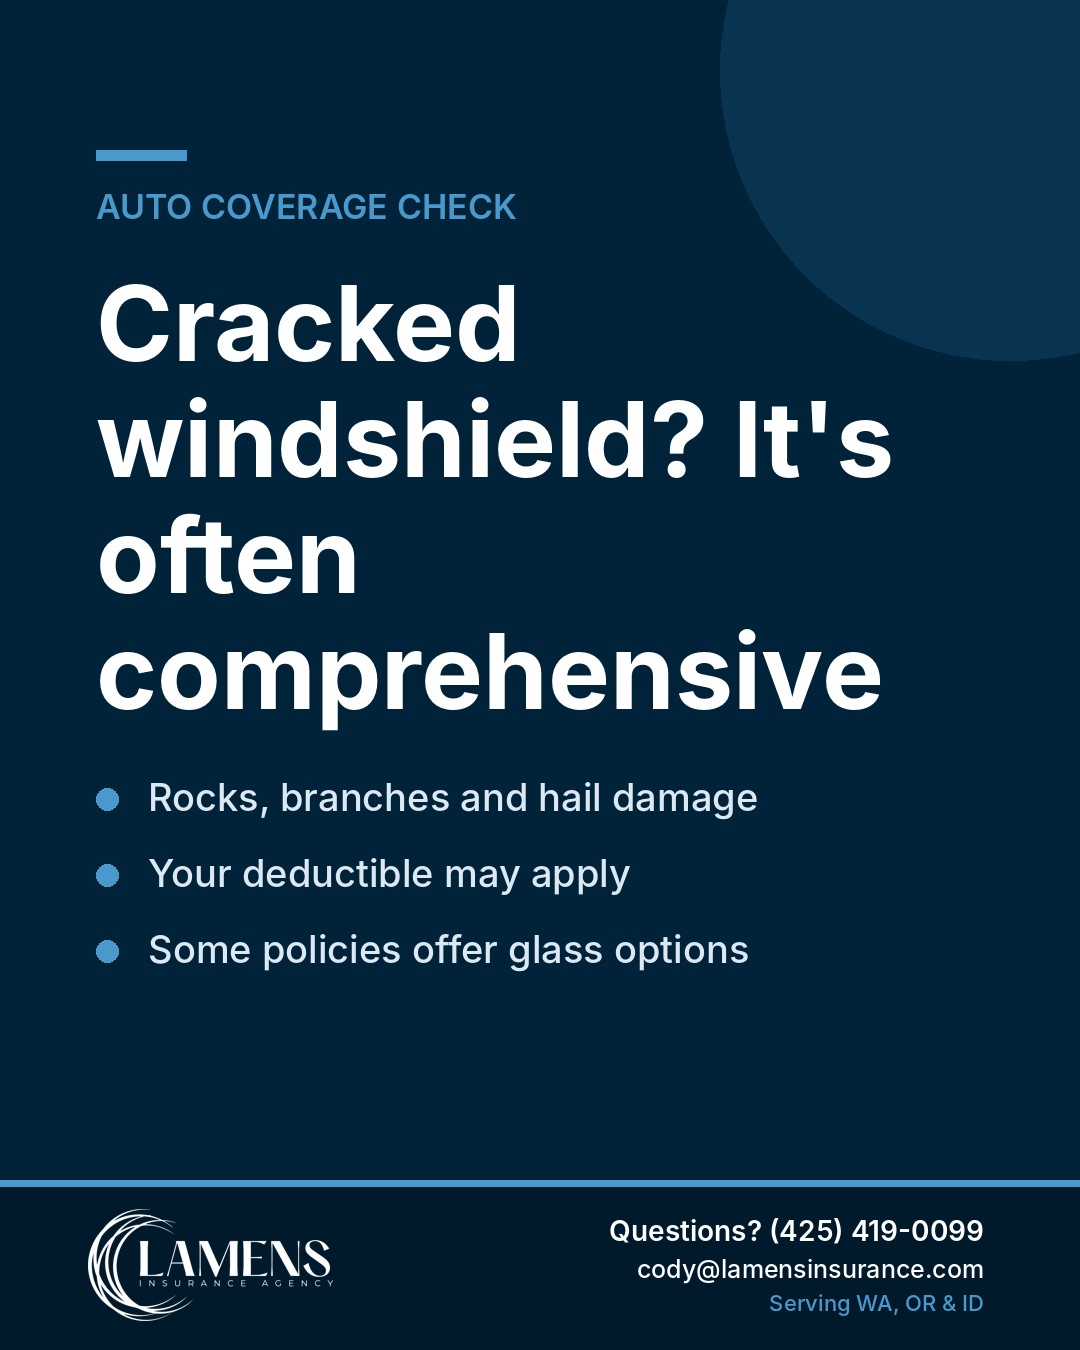 AUTO COVERAGE CHECK
Cracked
windshield? It's
often
comprehensive
Rocks, branches and hail damage
Your deductible may apply
Some policies offer glass options
LAMENS
INSURANCE AGENCY
Questions? (425) 419-0099
cody@lamensinsurance.com
Serving WA, OR & ID